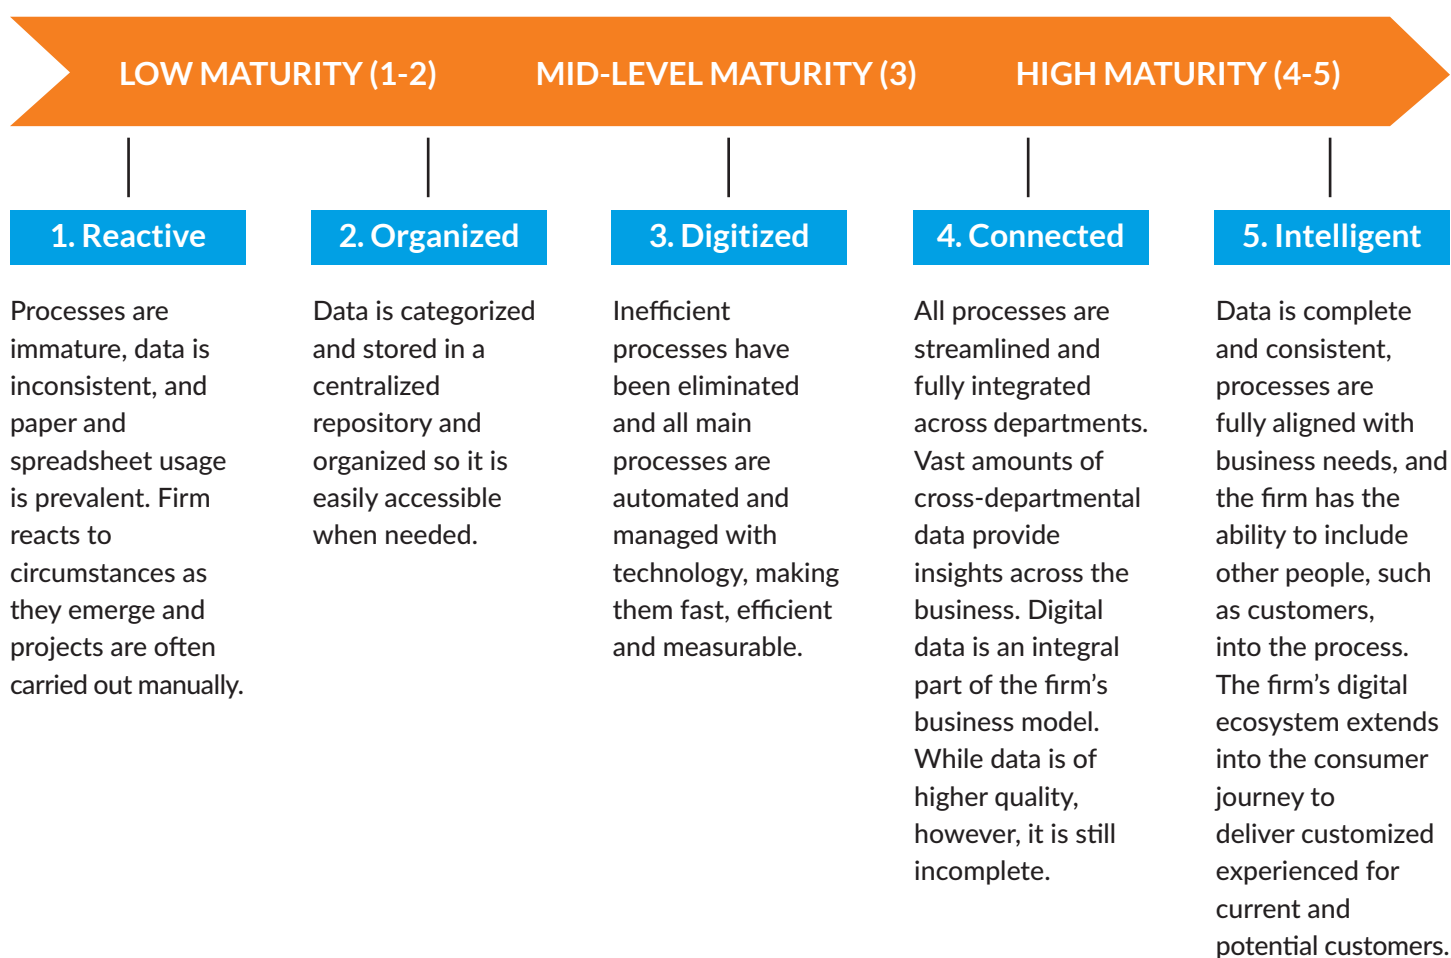 LOW MATURITY (1-2)
MID-LEVEL MATURITY (3)
HIGH MATURITY (4-5)
1. Reactive
Processes are
immature, data is
inconsistent, and
paper and
spreadsheet usage
is prevalent. Firm
reacts to
circumstances as
they emerge and
projects are often
carried out manually.
2. Organized
Data is categorized
and stored in a
centralized
repository and
organized so it is
easily accessible
when needed.
3. Digitized
Inefficient
processes have
been eliminated
and all main
processes are
automated and
managed with
technology, making
them fast, efficient
and measurable.
4. Connected
All processes are
streamlined and
fully integrated
across departments.
Vast amounts of
cross-departmental
data provide
insights across the
business. Digital
data is an integral
part of the firm's
business model.
While data is of
higher quality,
however, it is still
incomplete.
5. Intelligent
Data is complete
and consistent,
processes are
fully aligned with
business needs, and
the firm has the
ability to include
other people, such
as customers,
into the process.
The firm's digital
ecosystem extends
into the consumer
journey to
deliver customized
experienced for
current and
potential customers.